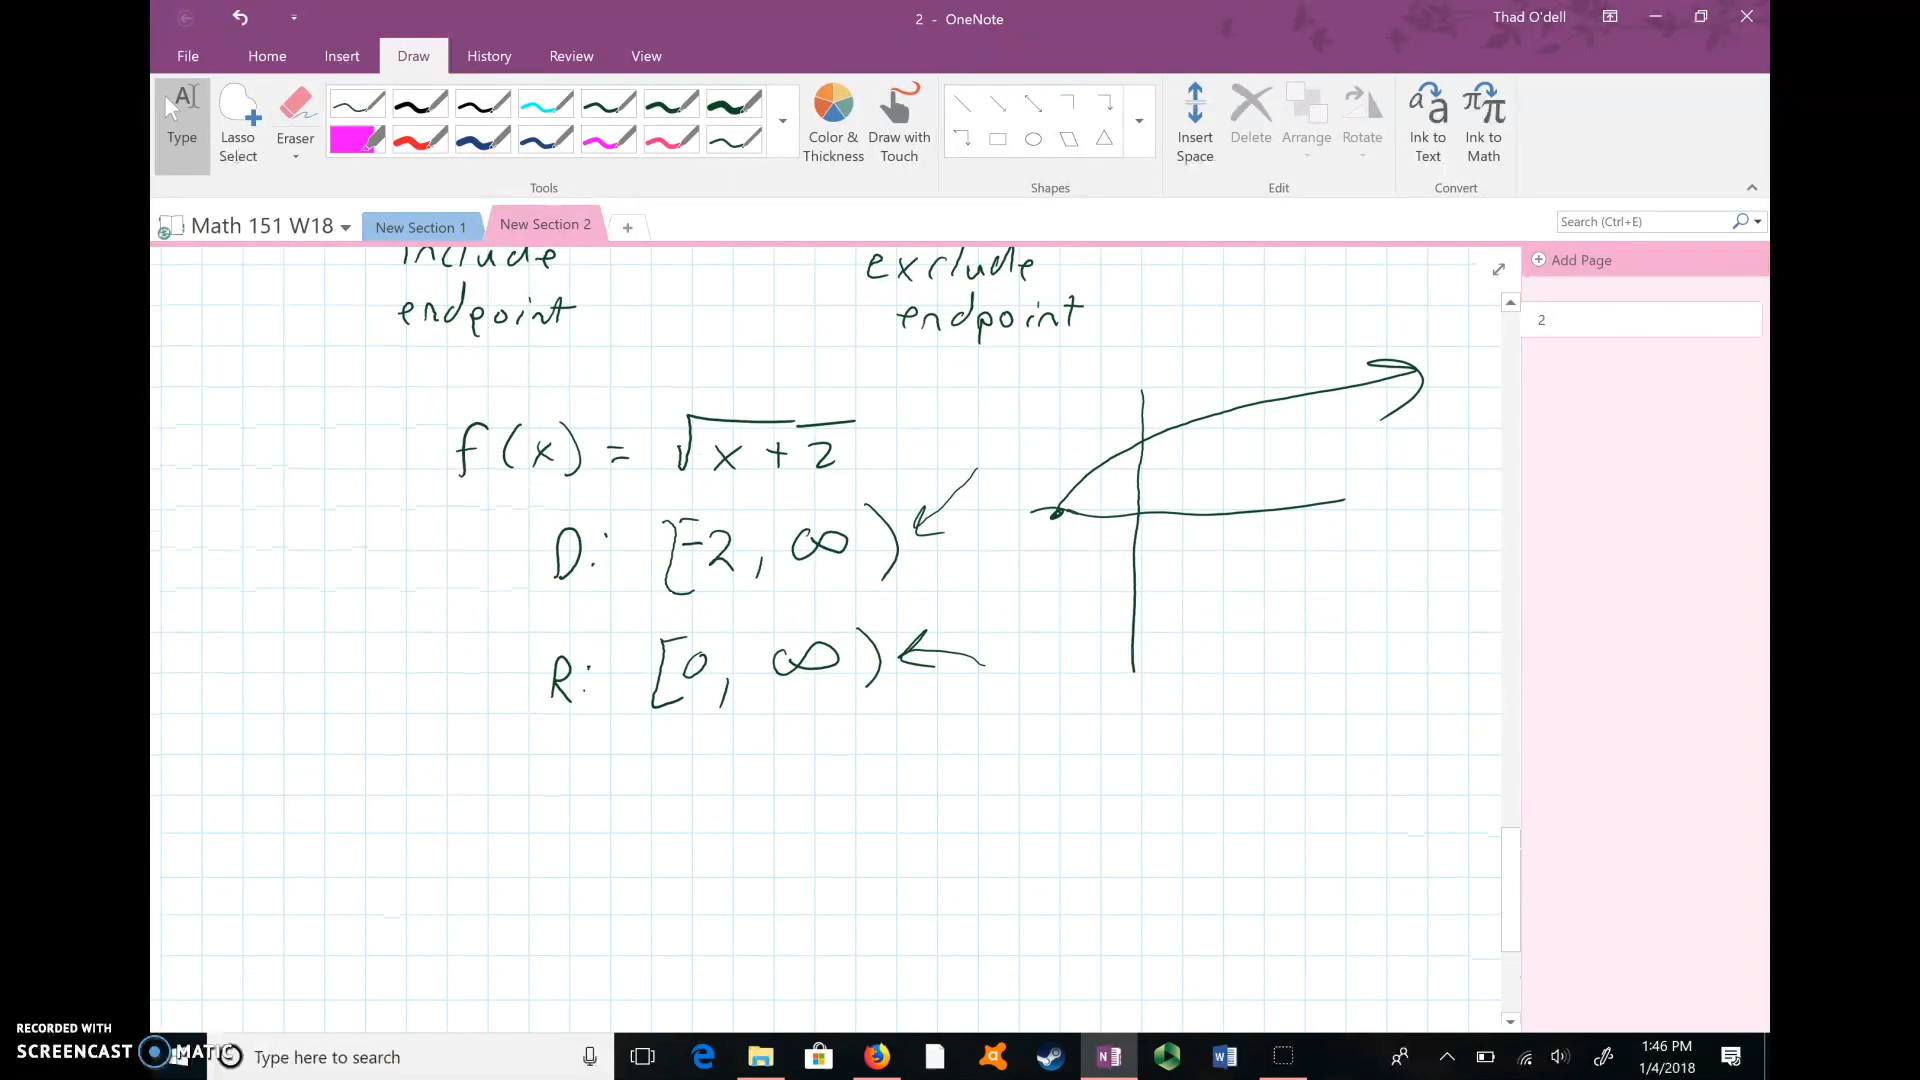 2 - OneNote
Thad O'dell
File Home Insert Draw History Review View
Type
Lasso Select
Eraser
Color & Thickness
Draw with Touch
Insert Space
Delete
Arrange
Rotate
Ink to Text
Ink to Math
Tools Shapes Edit Convert
Math 151 W18
New Section 1
New Section 2
Search (Ctrl+E)
Add Page
2
include
endpoint
exclude
endpoint
f(x) = √x+2
D: [-2, ∞)
R: [0, ∞)
RECORDED WITH
SCREENCAST MATIC
Type here to search
1:46 PM
1/4/2018